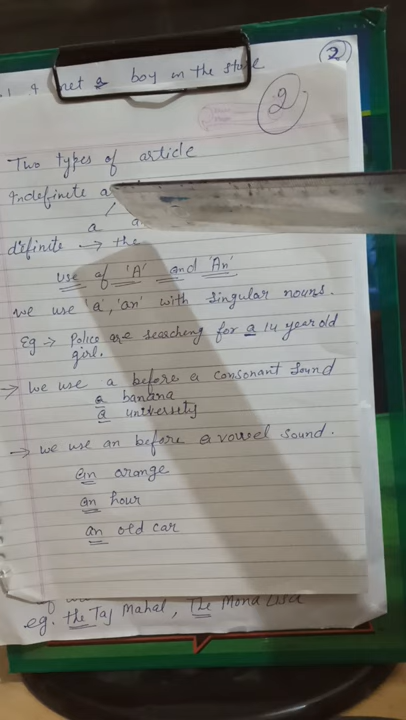 met a boy in the
2
2
Two types of article
Indefinite
a
definite → the
use of 'A' and 'An'
we use 'a', 'an' with singular nouns.
Eg → Police are searching for a 14 year old
girl.
→ we use a before a consonant sound
a banana
a university
→ we use an before a vowel sound.
an orange
an hour
an old car
eg. the Taj Mahal, The Mona Lisa